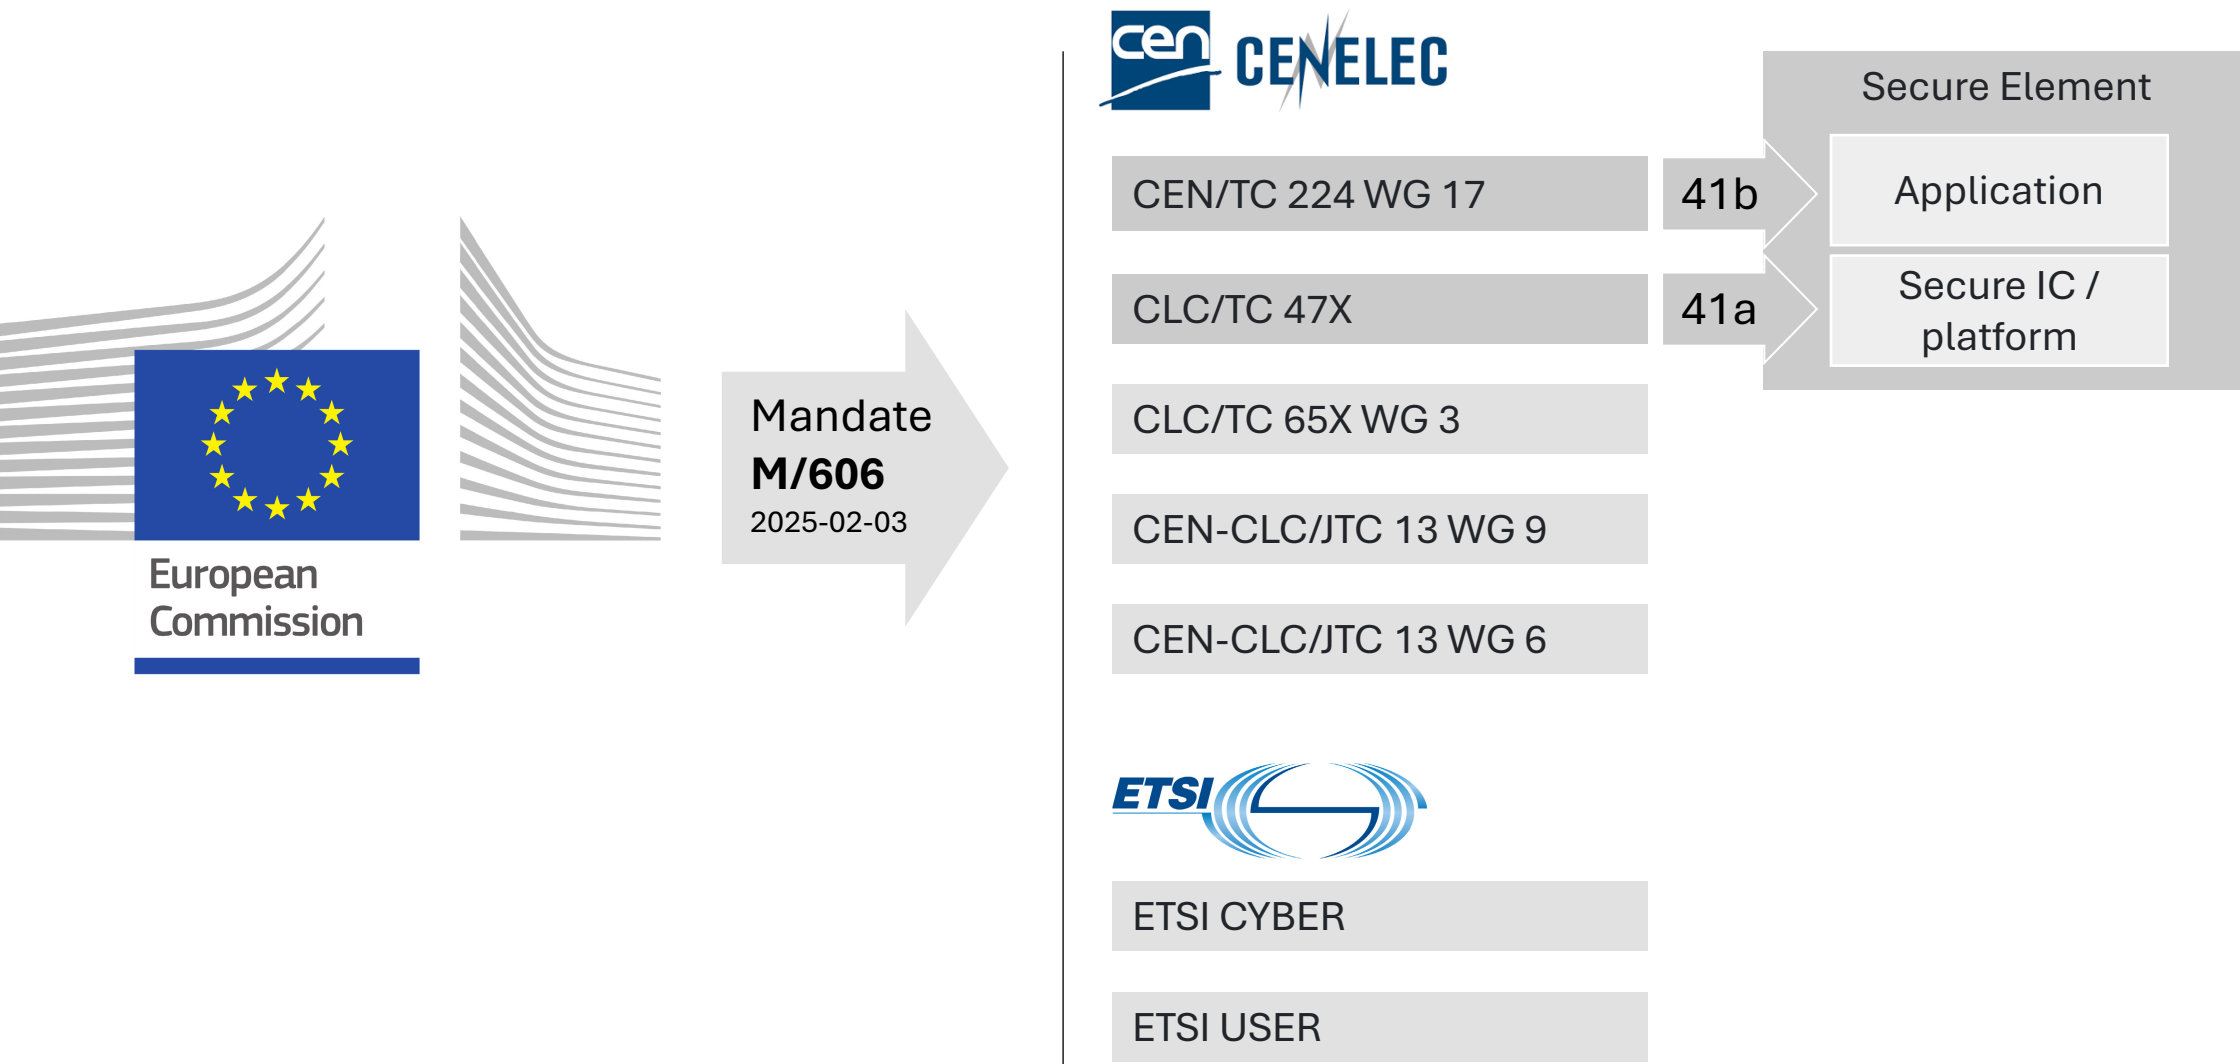 European
Commission
Mandate
M/606
2025-02-03
cen
CENELEC
CEN/TC 224 WG 17
CLC/TC 47X
CLC/TC 65X WG 3
CEN-CLC/JTC 13 WG 9
CEN-CLC/JTC 13 WG 6
ETSI
ETSI CYBER
ETSI USER
41b
41a
Secure Element
Application
Secure IC /
platform